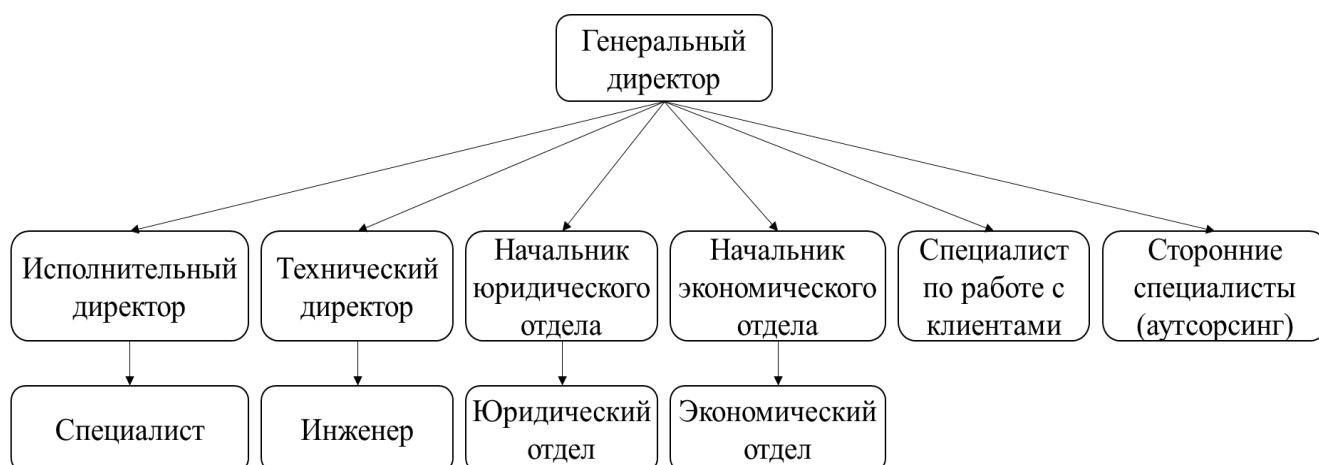 Генеральный
директор
Исполнительный
директор
Технический
директор
Начальник
юридического
отдела
Начальник
экономического
отдела
Специалист
по работе с
клиентами
Сторонние
специалисты
(аутсорсинг)
Специалист
Инженер
Юридический
отдел
Экономический
отдел